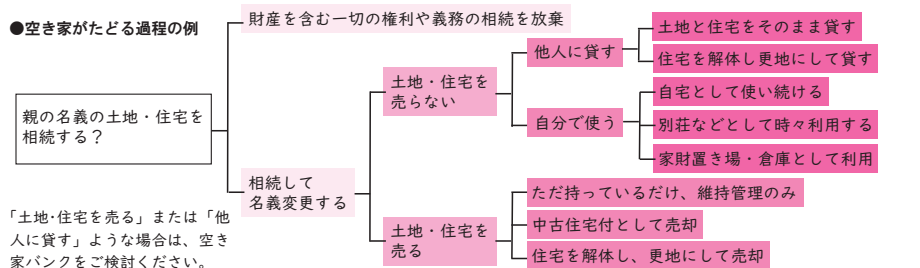 ●空き家がたどる過程の例
財産を含む一切の権利や義務の相続を放棄
親の名義の土地・住宅を
相続する？
相続して
名義変更する
土地・住宅を
売らない
他人に貸す
土地と住宅をそのまま貸す
住宅を解体し更地にして貸す
自分で使う
自宅として使い続ける
別荘などとして時々利用する
家財置き場・倉庫として利用
土地・住宅を
売る
ただ持っているだけ、維持管理のみ
中古住宅付として売却
住宅を解体し、更地にして売却
「土地･住宅を売る」または「他
人に貸す」ような場合は、空き
家バンクをご検討ください。